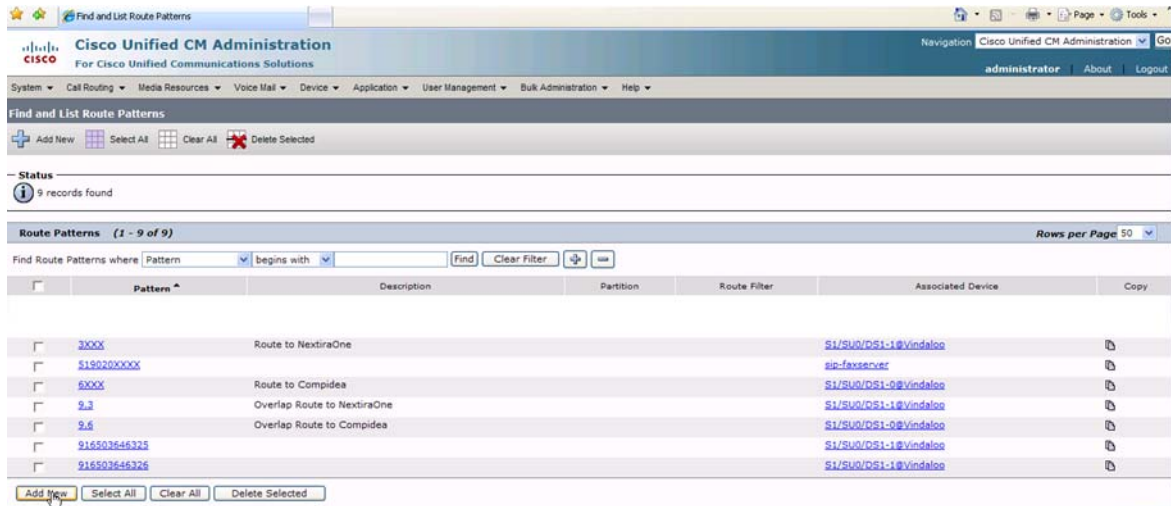 Find and List Route Patterns
Page
Tools
CISCO
Cisco Unified CM Administration
For Cisco Unified Communications Solutions
Navigation Cisco Unified CM Administration Go
administrator | About | Logout
System Call Routing Media Resources Voice Mail Device Application User Management Bulk Administration Help
Find and List Route Patterns
Add New Select All Clear All Delete Selected
Status
9 records found
Route Patterns (1 - 9 of 9) Rows per Page 50
Find Route Patterns where Pattern begins with Find Clear Filter
Pattern Description Partition Route Filter Associated Device Copy
3XXX Route to NextiraOne S1/SU0/DS1-1@Vindaloo
519020XXXX sip-faxserver
6XXX Route to Compidea S1/SU0/DS1-0@Vindaloo
9.3 Overlap Route to NextiraOne S1/SU0/DS1-1@Vindaloo
9.6 Overlap Route to Compidea S1/SU0/DS1-0@Vindaloo
916503646325 S1/SU0/DS1-1@Vindaloo
916503646326 S1/SU0/DS1-0@Vindaloo
Add New Select All Clear All Delete Selected